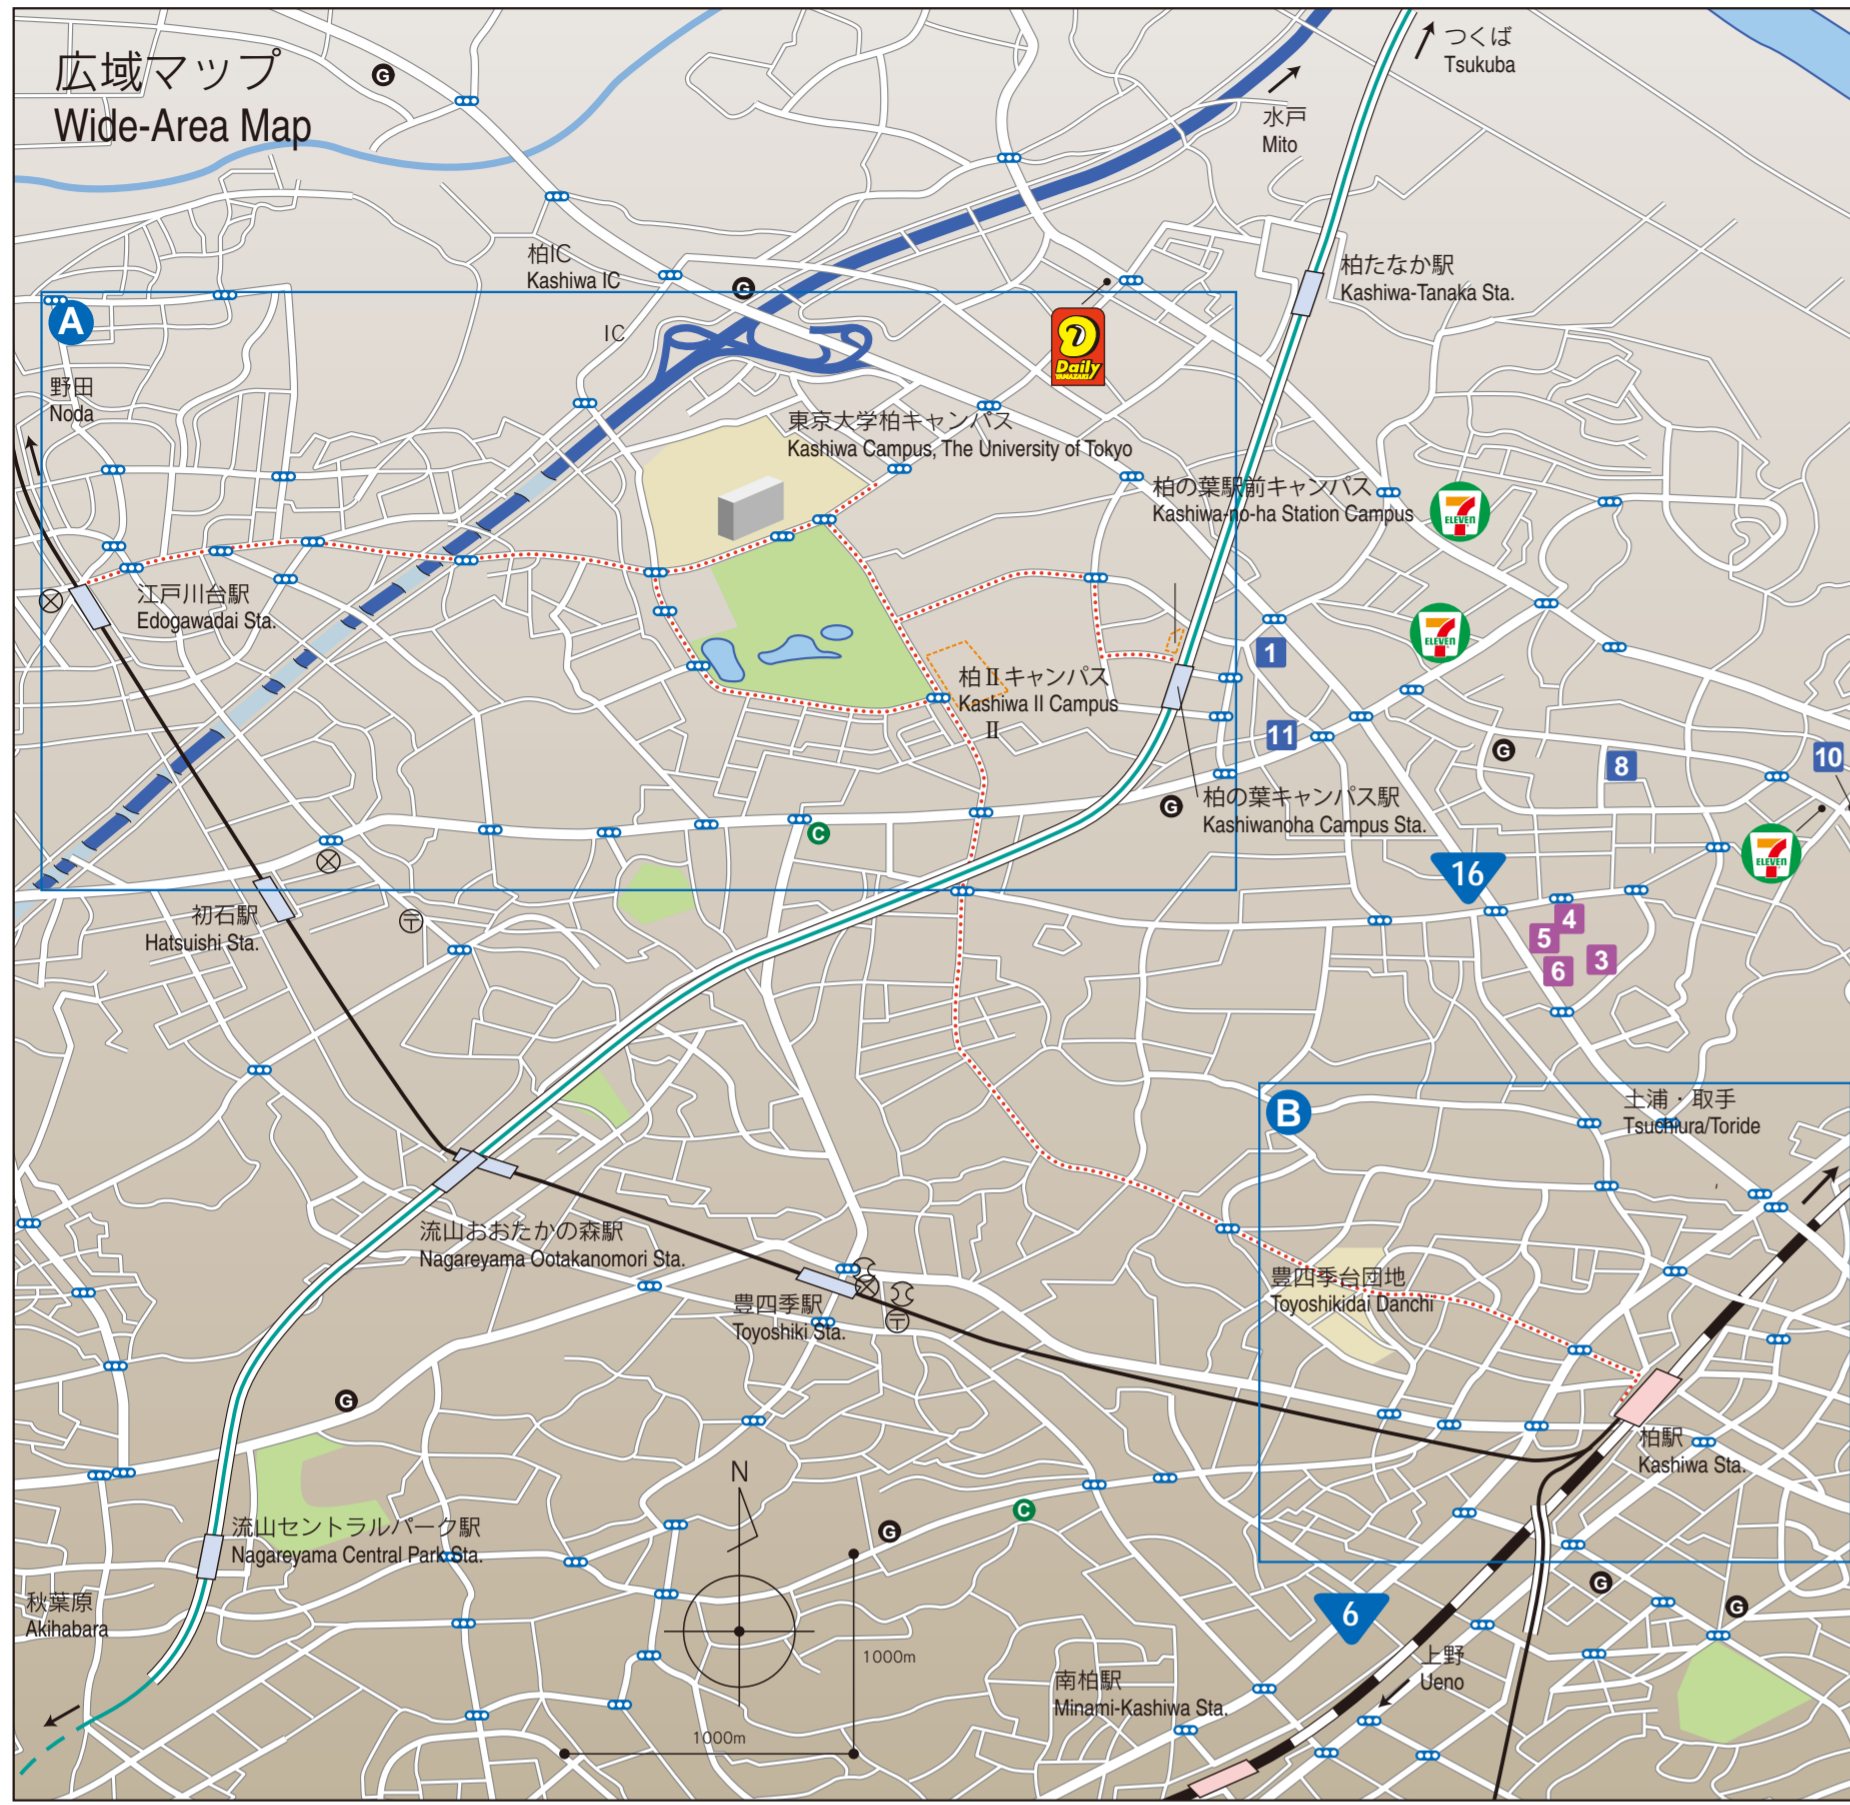 広域マップ
Wide-Area Map
G
つくば
Tsukuba
水戸
Mito
柏IC
Kashiwa IC
G
柏たなか駅
Kashiwa-Tanaka Sta.
A
IC
Daily
YAMAZAKI
野田
Noda
東京大学柏キャンパス
Kashiwa Campus, The University of Tokyo
柏の葉駅前キャンパス
Kashiwa-no-ha Station Campus
7
ELEVEN
江戸川台駅
Edogawadai Sta.
7
ELEVEN
1
柏Ⅱキャンパス
Kashiwa II Campus
Ⅱ
11
G
8
10
柏の葉キャンパス駅
Kashiwanoha Campus Sta.
G
C
7
ELEVEN
16
初石駅
Hatsuishi Sta.
4
5
3
6
B
土浦・取手
Tsuchiura/Toride
流山おおたかの森駅
Nagareyama Ootakanomori Sta.
豊四季台団地
Toyoshikidai Danchi
豊四季駅
Toyoshiki Sta.
G
柏駅
Kashiwa Sta.
N
C
G
流山セントラルパーク駅
Nagareyama Central Park Sta.
秋葉原
Akihabara
G
G
6
1000m
上野
Ueno
南柏駅
Minami-Kashiwa Sta.
1000m